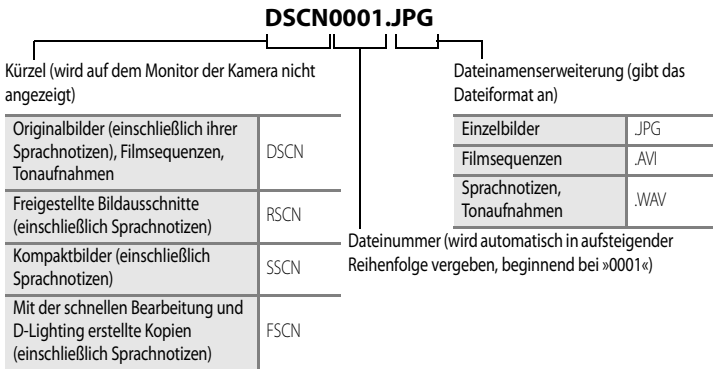 DSCN0001.JPG
Kürzel (wird auf dem Monitor der Kamera nicht
angezeigt)
Originalbilder (einschließlich ihrer
Sprachnotizen), Filmsequenzen,
Tonaufnahmen
DSCN
Freigestellte Bildausschnitte
(einschließlich Sprachnotizen)
RSCN
Kompaktbilder (einschließlich
Sprachnotizen)
SSCN
Mit der schnellen Bearbeitung und
D-Lighting erstellte Kopien
(einschließlich Sprachnotizen)
FSCN
Dateinamenserweiterung (gibt das
Dateiformat an)
Einzelbilder
.JPG
Filmsequenzen
.AVI
Sprachnotizen,
Tonaufnahmen
.WAV
Dateinummer (wird automatisch in aufsteigender
Reihenfolge vergeben, beginnend bei »0001«)